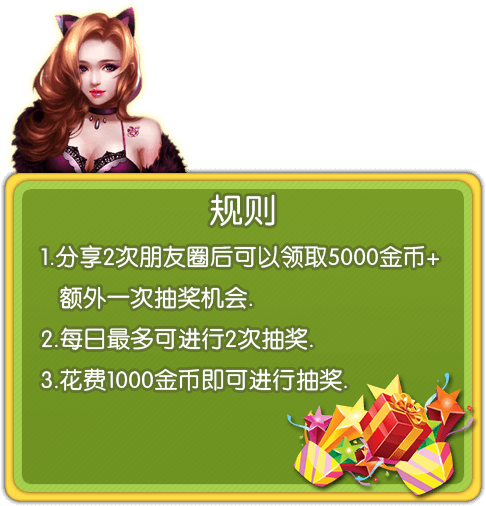 规则
1.分享2次朋友圈后可以领取5000金币+
额外一次抽奖机会.
2.每日最多可进行2次抽奖.
3.花费1000金币即可进行抽奖.